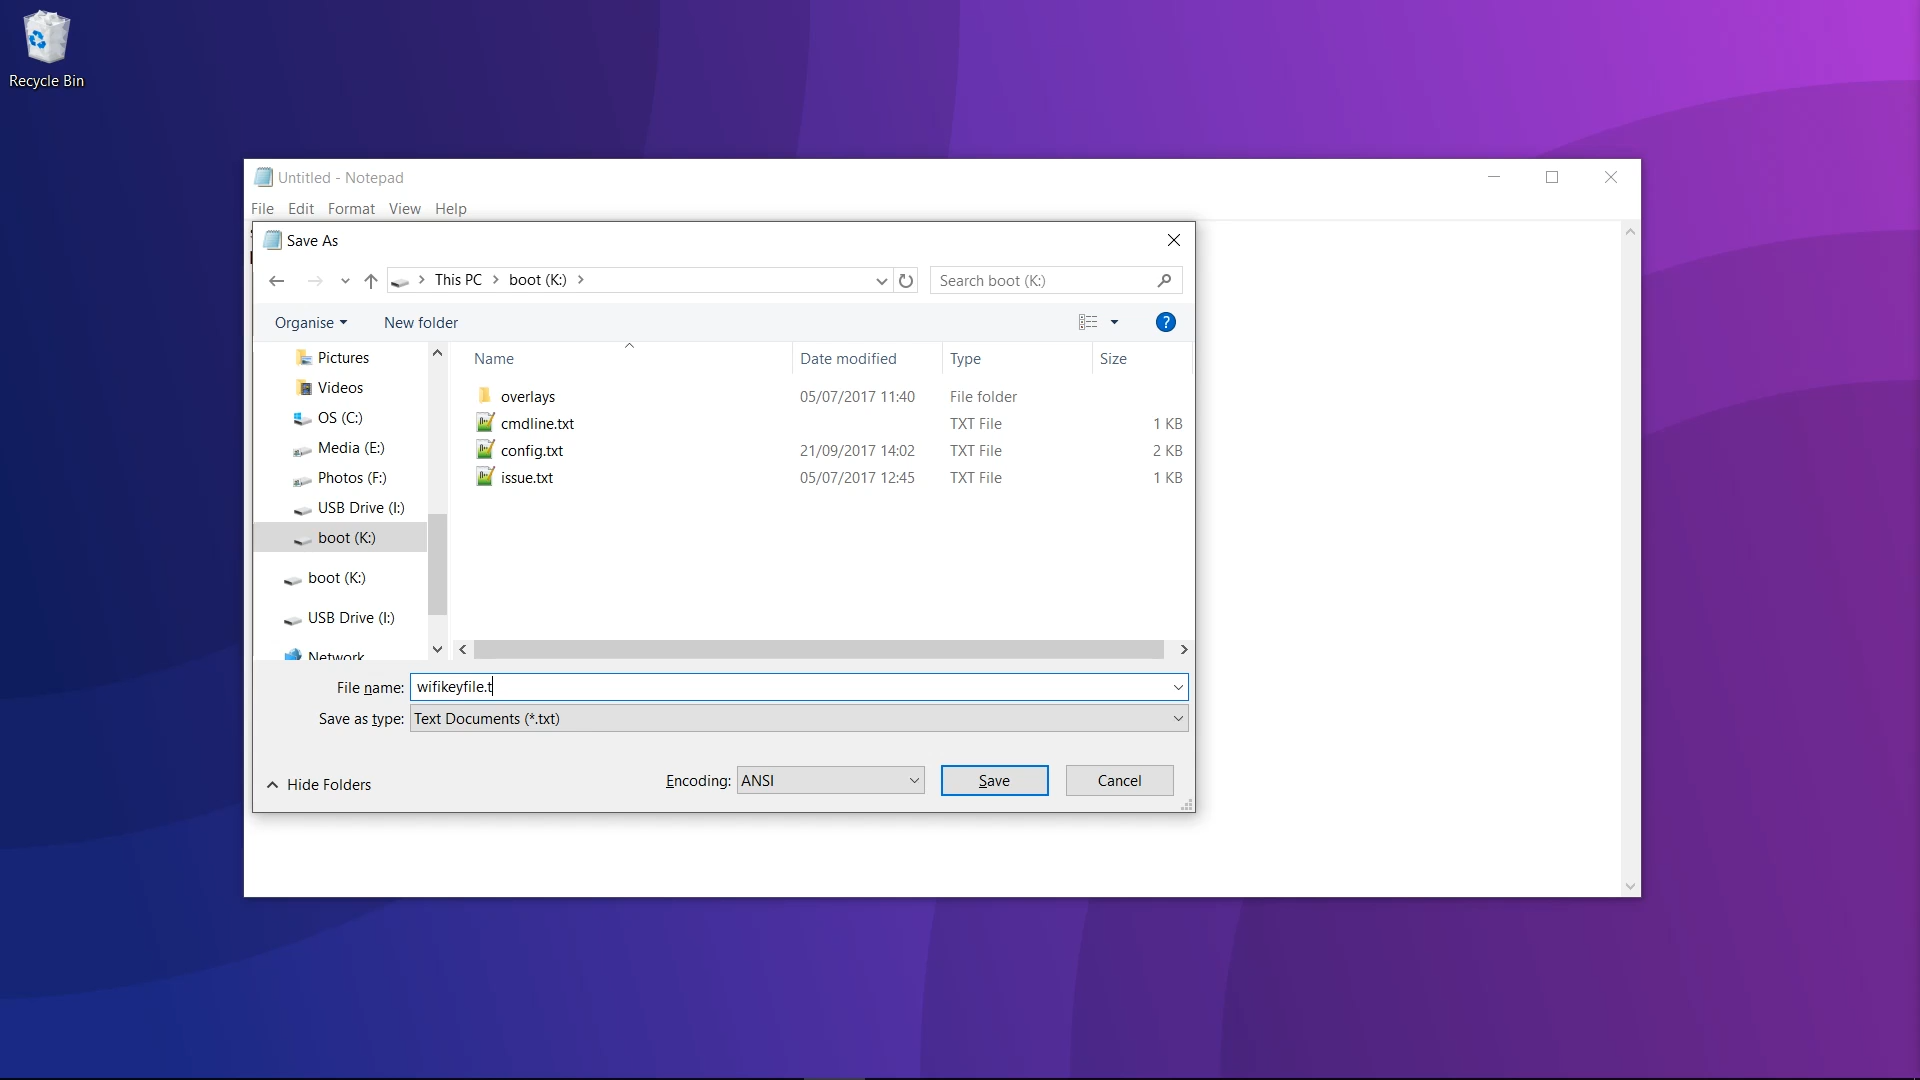 Recycle Bin
Untitled - Notepad
File Edit Format View Help
Save As
This PC boot (K:)
Search boot (K:)
Organise New folder
?
Name Date modified Type Size
Pictures
Videos
OS (C:)
Media (E:)
Photos (F:)
USB Drive (I:)
boot (K:)
boot (K:)
USB Drive (I:)
Network
overlays 05/07/2017 11:40 File folder
cmdline.txt TXT File 1 KB
config.txt 21/09/2017 14:02 TXT File 2 KB
issue.txt 05/07/2017 12:45 TXT File 1 KB
File name: wifikeyfile.t
Save as type: Text Documents (*.txt)
Hide Folders
Encoding: ANSI
Save
Cancel